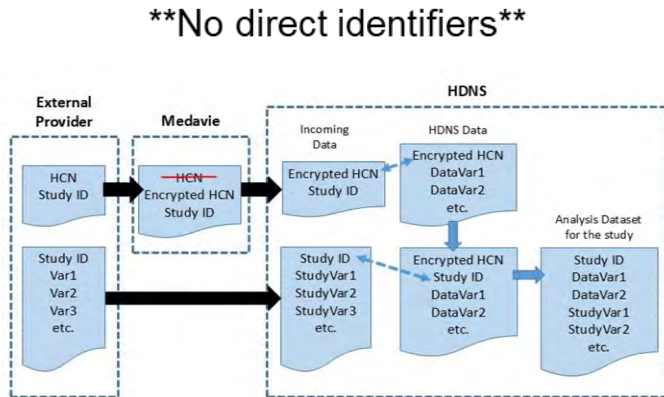 **No direct identifiers**
External
Provider
Medavie
HDNS
HCN
Study ID
HCN
Encrypted HCN
Study ID
Incoming
Data
Encrypted HCN
Study ID
HDNS Data
Encrypted HCN
DataVar1
DataVar2
etc.
Study ID
Var1
Var2
Var3
etc.
Study ID
StudyVar1
StudyVar2
StudyVar3
etc.
Encrypted HCN
Study ID
DataVar1
DataVar2
etc.
Analysis Dataset
for the study
Study ID
DataVar1
DataVar2
StudyVar1
StudyVar2
etc.